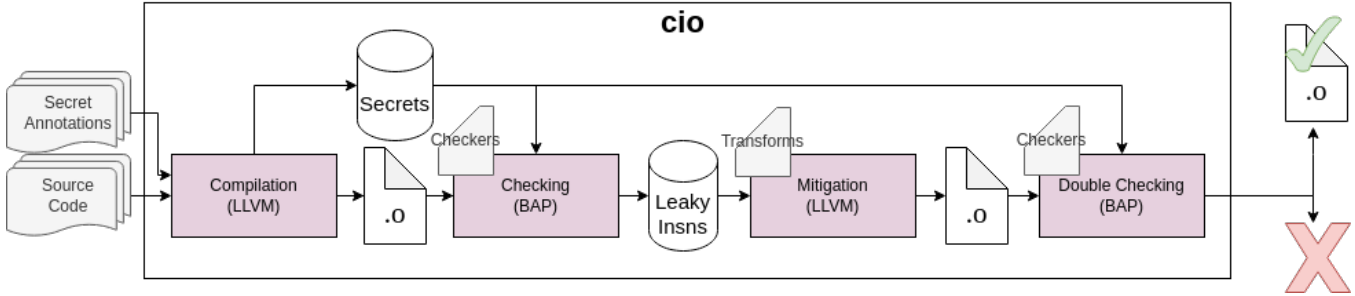 cio
Secret
Annotations
Source
Code
Compilation
(LLVM)
Secrets
.o
Checkers
Checking
(BAP)
Leaky
Insns
Transforms
Mitigation
(LLVM)
.o
Checkers
Double Checking
(BAP)
.o